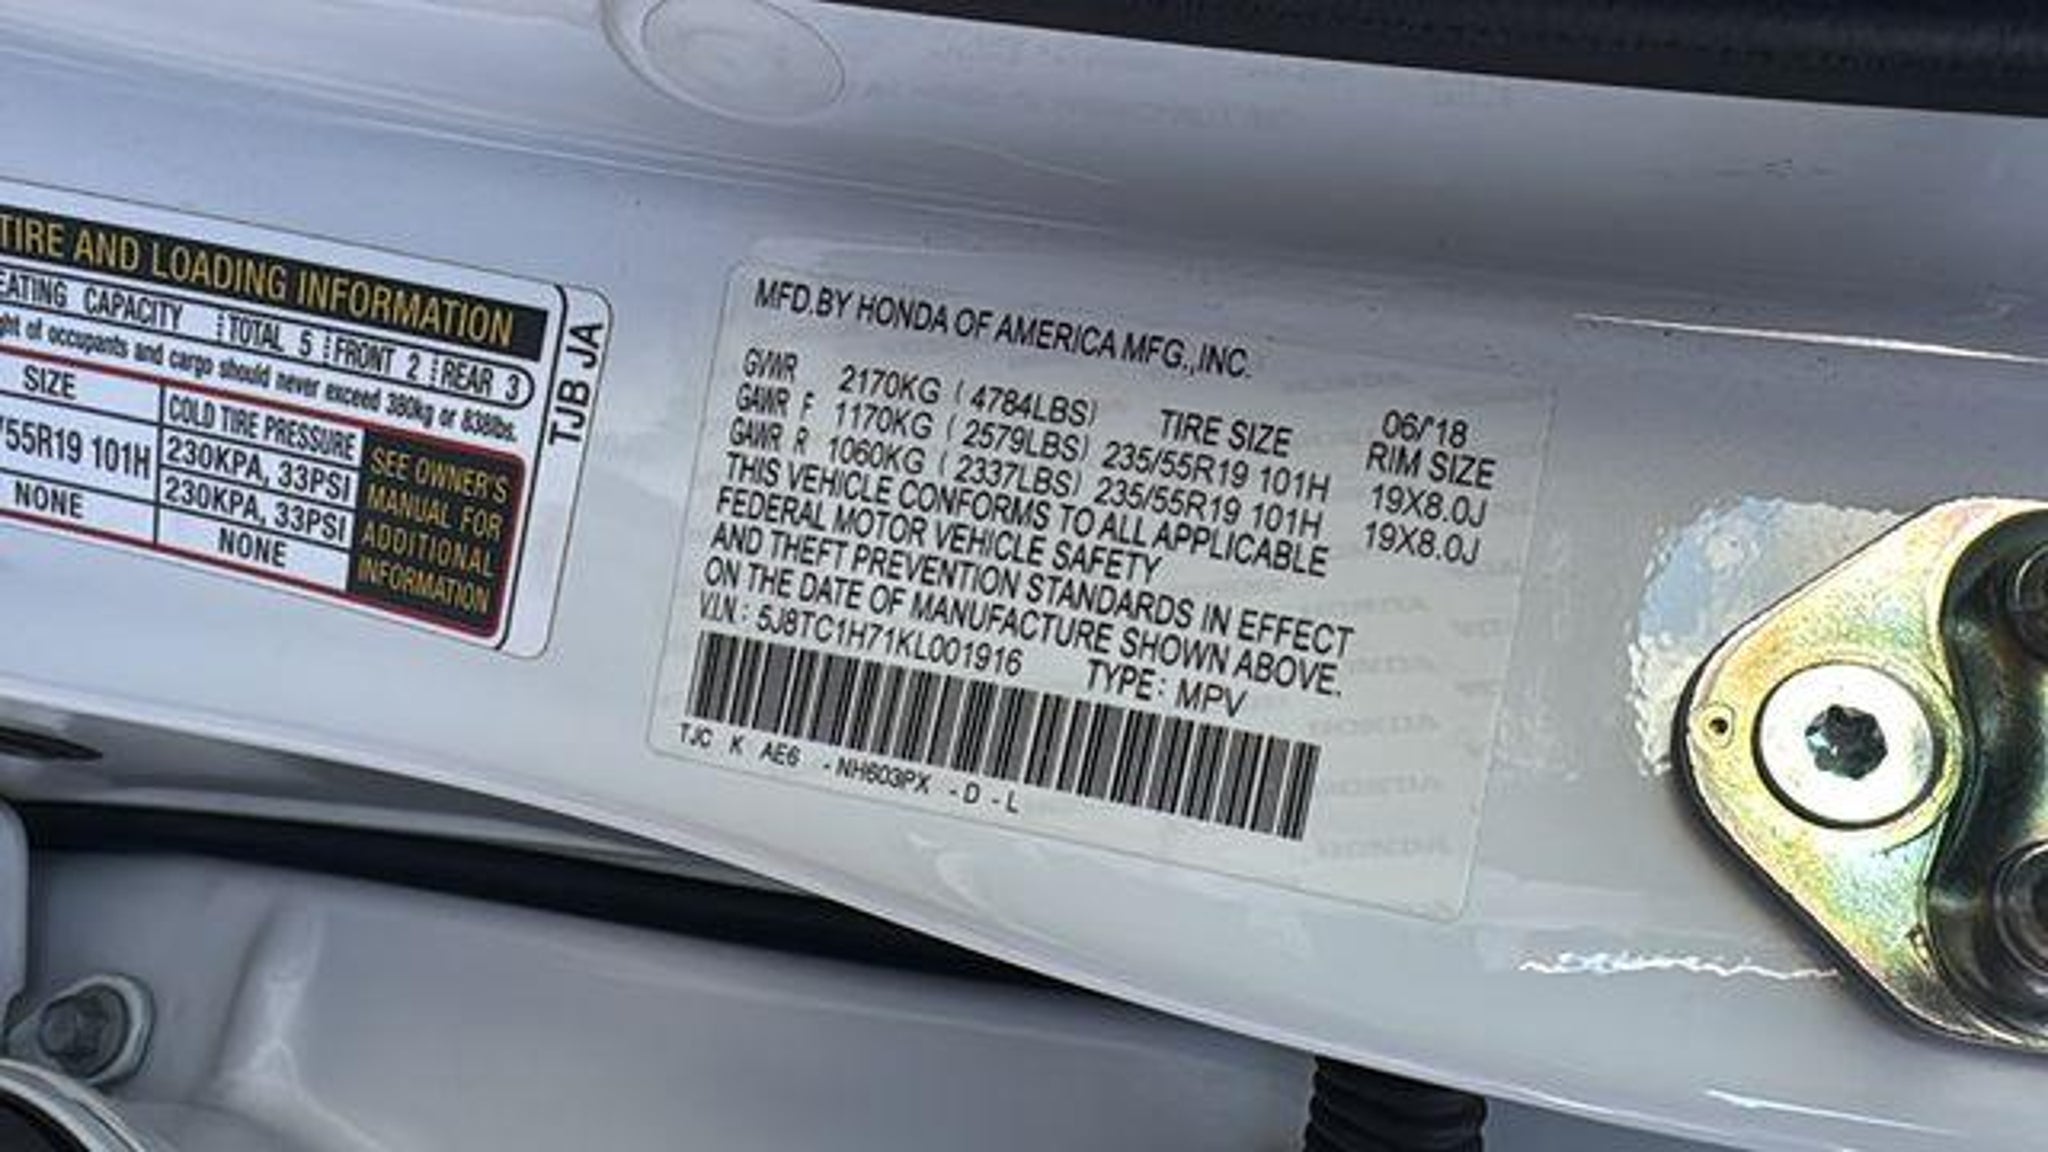 TIRE AND LOADING INFORMATION
EATING CAPACITY TOTAL 5 FRONT 2 REAR 3
ght of occupants and cargo should never exceed 380kg or 838lbs.
SIZE COLD TIRE PRESSURE
/55R19 101H 230KPA, 33PSI
230KPA, 33PSI
NONE NONE
SEE OWNER'S
MANUAL FOR
ADDITIONAL
INFORMATION
TJB JA
MFD.BY HONDA OF AMERICA MFG.,INC.
06/'18
GVWR 2170KG (4784LBS) TIRE SIZE RIM SIZE
GAWR F 1170KG (2579LBS) 235/55R19 101H 19X8.0J
GAWR R 1060KG (2337LBS) 235/55R19 101H 19X8.0J
THIS VEHICLE CONFORMS TO ALL APPLICABLE
FEDERAL MOTOR VEHICLE SAFETY
AND THEFT PREVENTION STANDARDS IN EFFECT
ON THE DATE OF MANUFACTURE SHOWN ABOVE.
V.I.N.: 5J8TC1H71KL001916 TYPE: MPV
TJC K AE6 -NH603PX -D-L